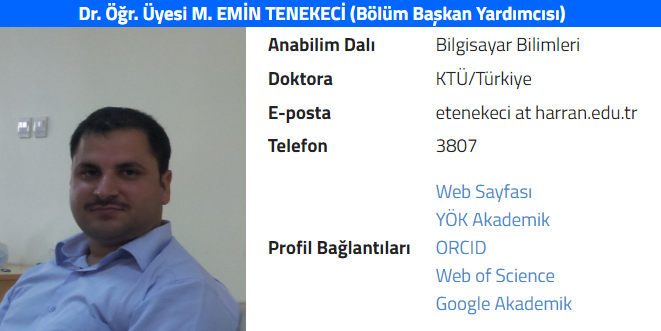 Dr. Öğr. Üyesi M. EMİN TENEKECİ (Bölüm Başkan Yardımcısı)
Anabilim Dalı Bilgisayar Bilimleri
Doktora KTÜ/Türkiye
E-posta etenekeci at harran.edu.tr
Telefon 3807
Web Sayfası
YÖK Akademik
Profil Bağlantıları ORCID
Web of Science
Google Akademik